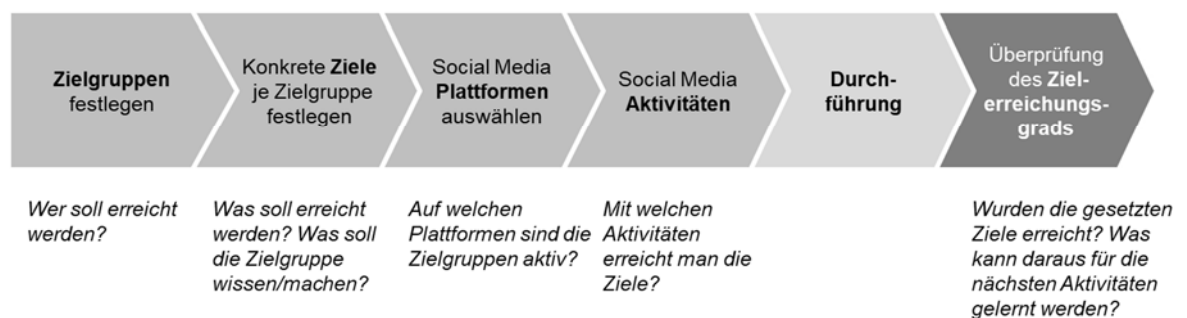 Zielgruppen
festlegen
Konkrete Ziele
je Zielgruppe
festlegen
Social Media
Plattformen
auswählen
Social Media
Aktivitäten
Durch-
führung
Überprüfung
des Ziel-
erreichungs-
grads
Wer soll erreicht
werden?
Was soll erreicht
werden? Was soll
die Zielgruppe
wissen/machen?
Auf welchen
Plattformen sind die
Zielgruppen aktiv?
Mit welchen
Aktivitäten
erreicht man die
Ziele?
Wurden die gesetzten
Ziele erreicht? Was
kann daraus für die
nächsten Aktivitäten
gelernt werden?